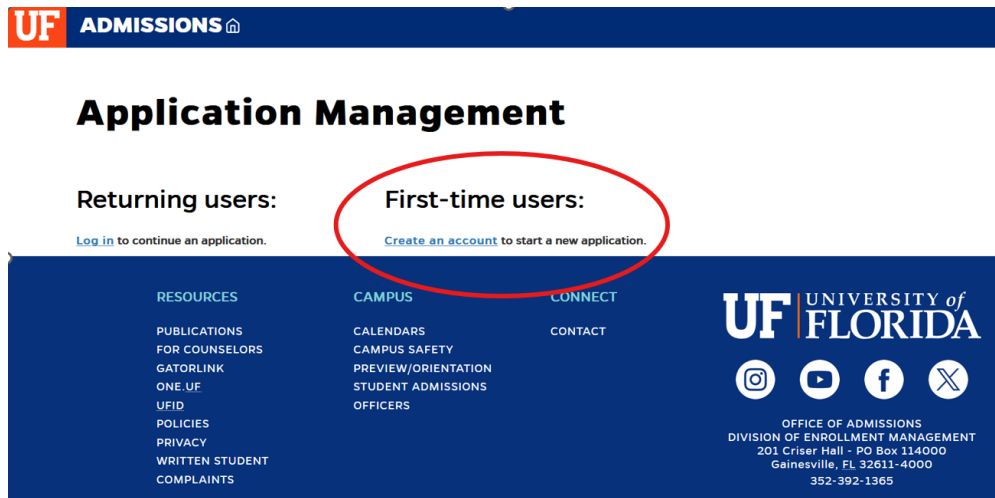 UF ADMISSIONS
Application Management
Returning users:
Log in to continue an application.
First-time users:
Create an account to start a new application.
RESOURCES
PUBLICATIONS
FOR COUNSELORS
GATORLINK
ONE.UF
UFID
POLICIES
PRIVACY
WRITTEN STUDENT
COMPLAINTS
CAMPUS
CALENDARS
CAMPUS SAFETY
PREVIEW/ORIENTATION
STUDENT ADMISSIONS
OFFICERS
CONNECT
CONTACT
UF UNIVERSITY of
FLORIDA
OFFICE OF ADMISSIONS
DIVISION OF ENROLLMENT MANAGEMENT
201 Criser Hall - PO Box 114000
Gainesville, FL 32611-4000
352-392-1365